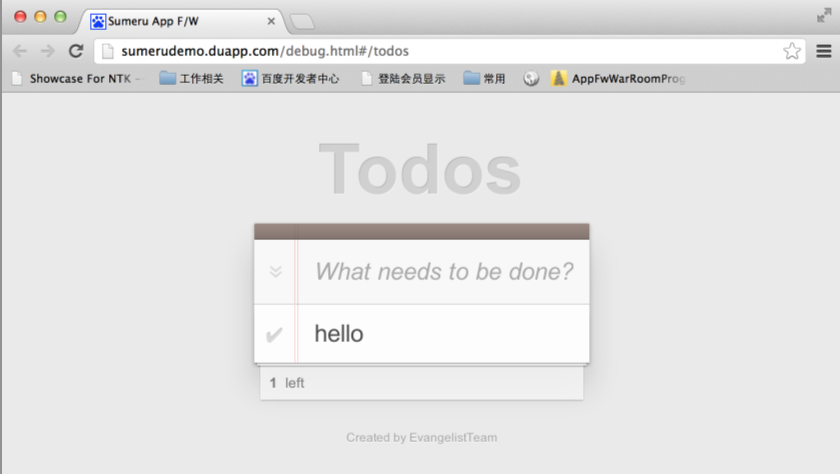 Sumeru App F/W
sumerudemo.duapp.com/debug.html#/todos
Showcase For NTK - 工作相关 百度开发者中心 登陆会员显示 常用 AppFwWarRoomProg
Todos
What needs to be done?
hello
1 left
Created by EvangelistTeam